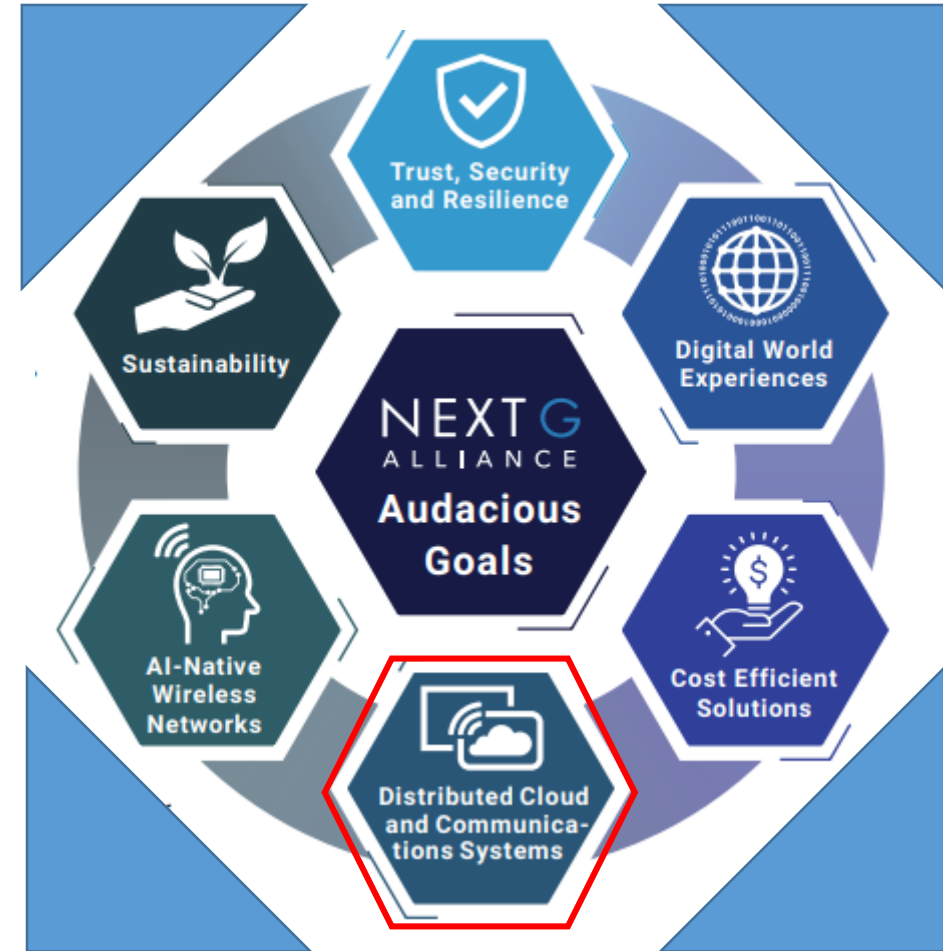 Trust, Security
and Resilience
Sustainability
Digital World
Experiences
NEXT G
ALLIANCE
Audacious
Goals
AI-Native
Wireless
Networks
$
Cost Efficient
Solutions
Distributed Cloud
and Communica-
tions Systems